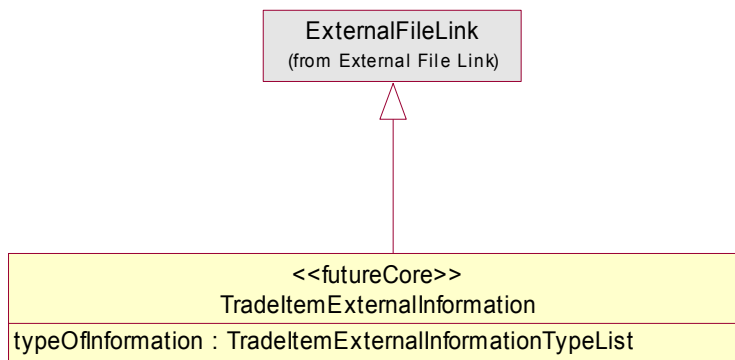 ExternalFileLink
(from External File Link)
<<futureCore>>
TradeItemExternalInformation
typeOfInformation : TradeItemExternalInformationTypeList